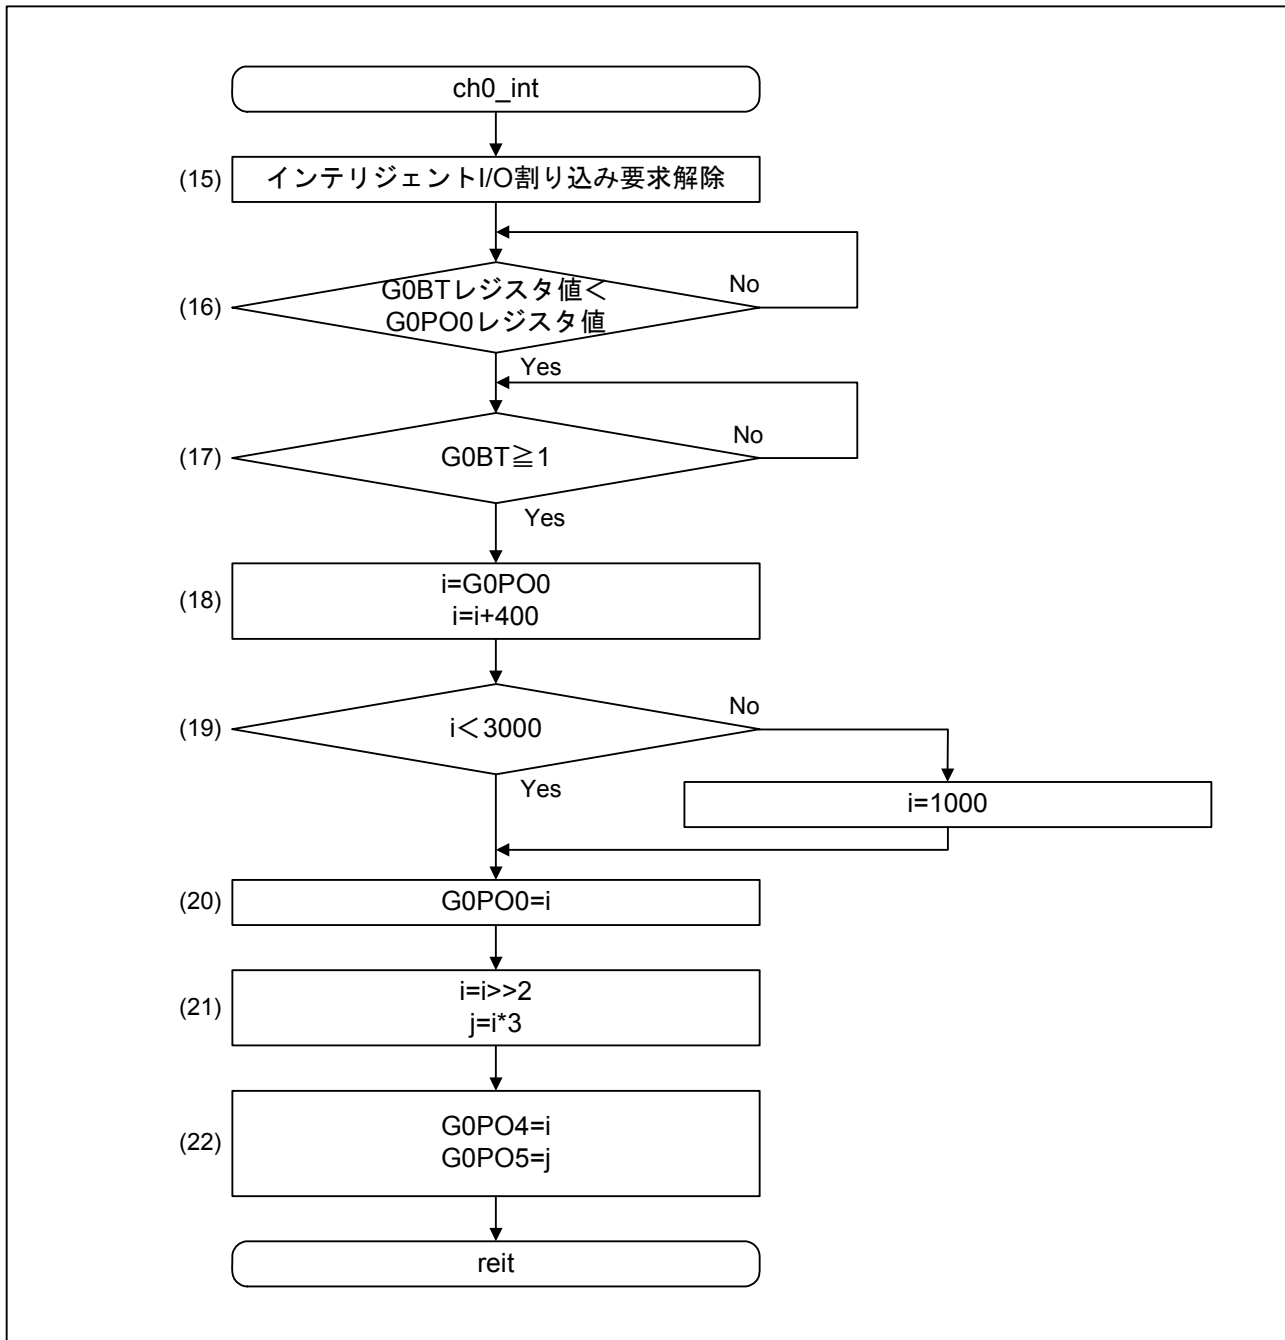 ch0_int
(15)
インテリジェントI/O割り込み要求解除
(16)
G0BTレジスタ値＜
G0PO0レジスタ値
No
Yes
(17)
G0BT≧1
No
Yes
(18)
i=G0PO0
i=i+400
(19)
i＜3000
No
Yes
i=1000
(20)
G0PO0=i
(21)
i=i>>2
j=i*3
(22)
G0PO4=i
G0PO5=j
reit